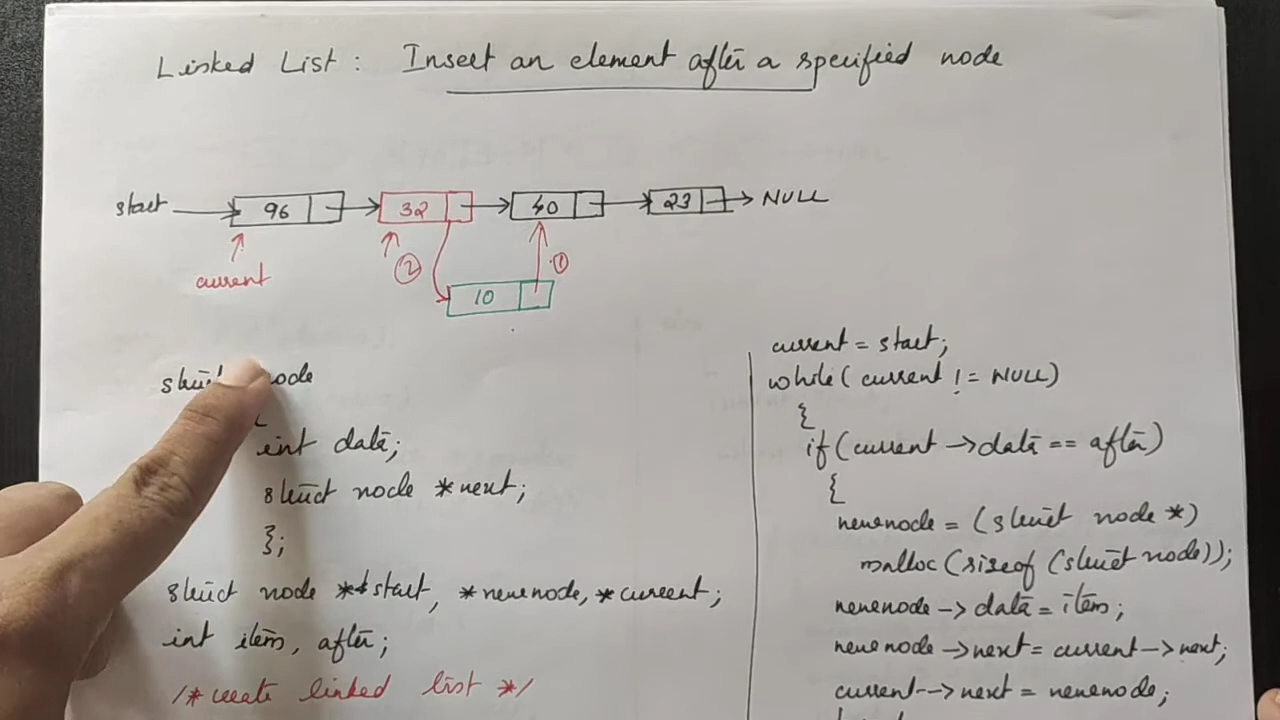 Linked List : Insert an element after a specified node
start 96 32 40 23 NULL
current 2 1
10
struct node
{
int data;
struct node *next;
};
struct node *start, *newnode, *current;
int item, after;
/* create linked list */
current = start;
while( current != NULL)
{
if( current ->data == after)
{
newnode = (struct node *)
malloc(sizeof (struct node));
newnode -> data = item;
newnode ->next = current->next;
current->next = newnode;